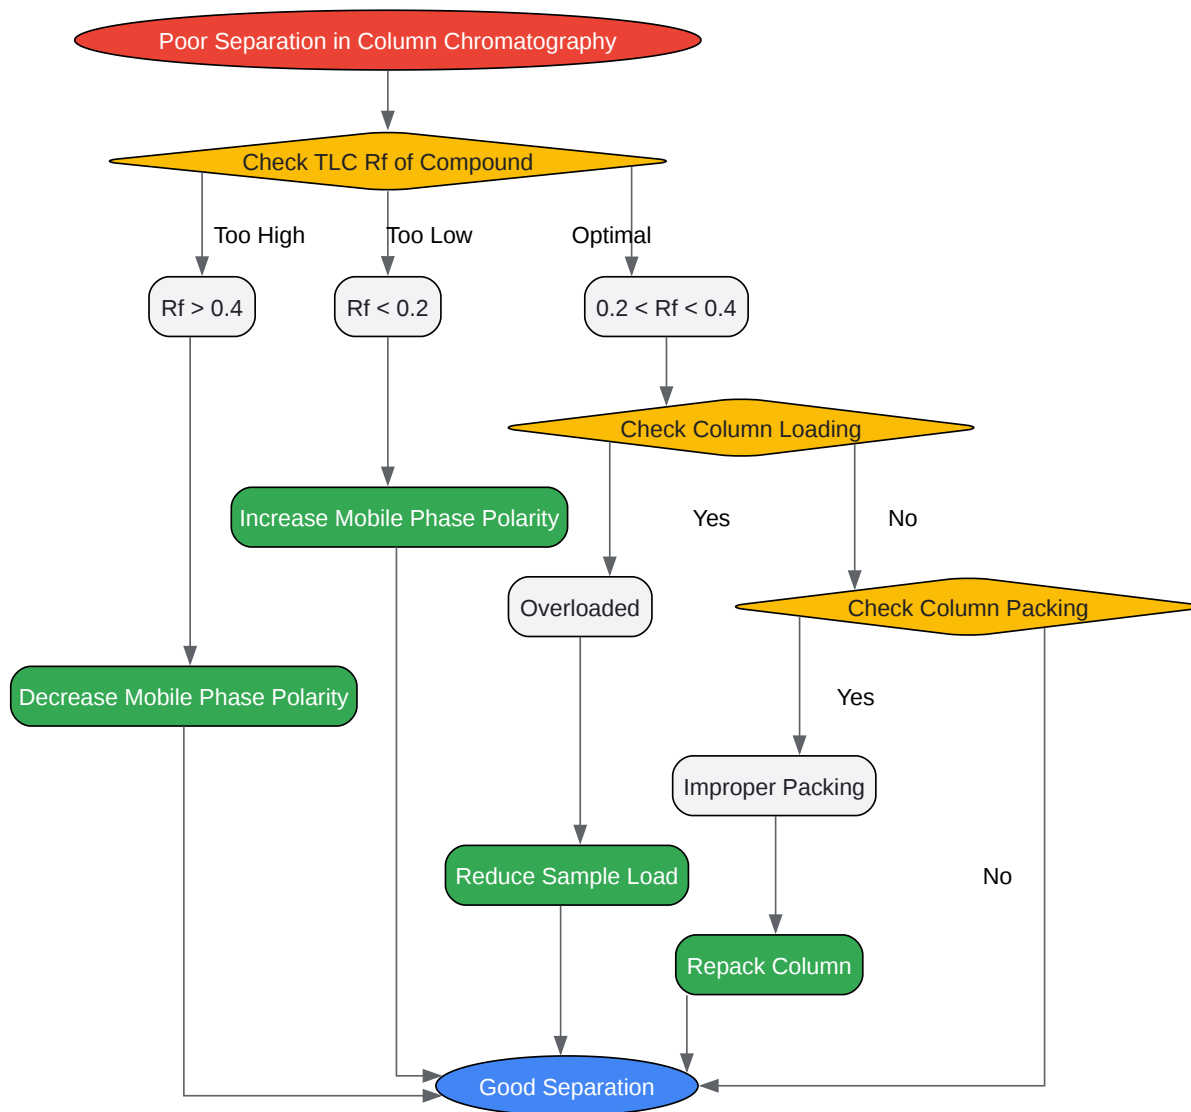 Poor Separation in Column Chromatography
Check TLC Rf of Compound
Too High
Too Low
Optimal
Rf > 0.4
Rf < 0.2
0.2 < Rf < 0.4
Check Column Loading
Increase Mobile Phase Polarity
Yes
No
Overloaded
Check Column Packing
Decrease Mobile Phase Polarity
Yes
Improper Packing
Reduce Sample Load
No
Repack Column
Good Separation